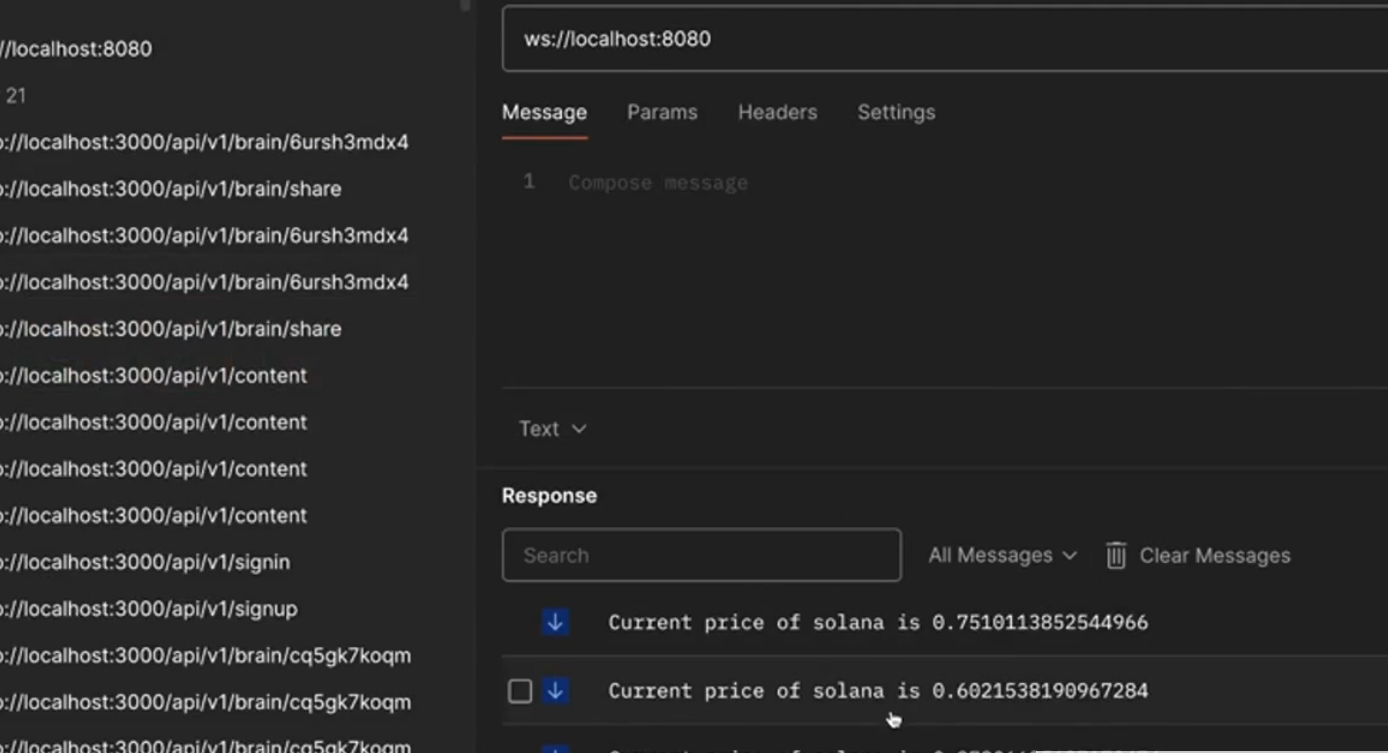 //localhost:8080
21
://localhost:3000/api/v1/brain/6ursh3mdx4
://localhost:3000/api/v1/brain/share
://localhost:3000/api/v1/brain/6ursh3mdx4
://localhost:3000/api/v1/brain/6ursh3mdx4
://localhost:3000/api/v1/brain/share
://localhost:3000/api/v1/content
://localhost:3000/api/v1/content
://localhost:3000/api/v1/content
://localhost:3000/api/v1/content
://localhost:3000/api/v1/signin
://localhost:3000/api/v1/signup
://localhost:3000/api/v1/brain/cq5gk7koqm
://localhost:3000/api/v1/brain/cq5gk7koqm
://localhost:3000/api/v1/brain/cq5gk7koqm
ws://localhost:8080
Message Params Headers Settings
1 Compose message
Text
Response
Search All Messages Clear Messages
Current price of solana is 0.7510113852544966
Current price of solana is 0.6021538190967284